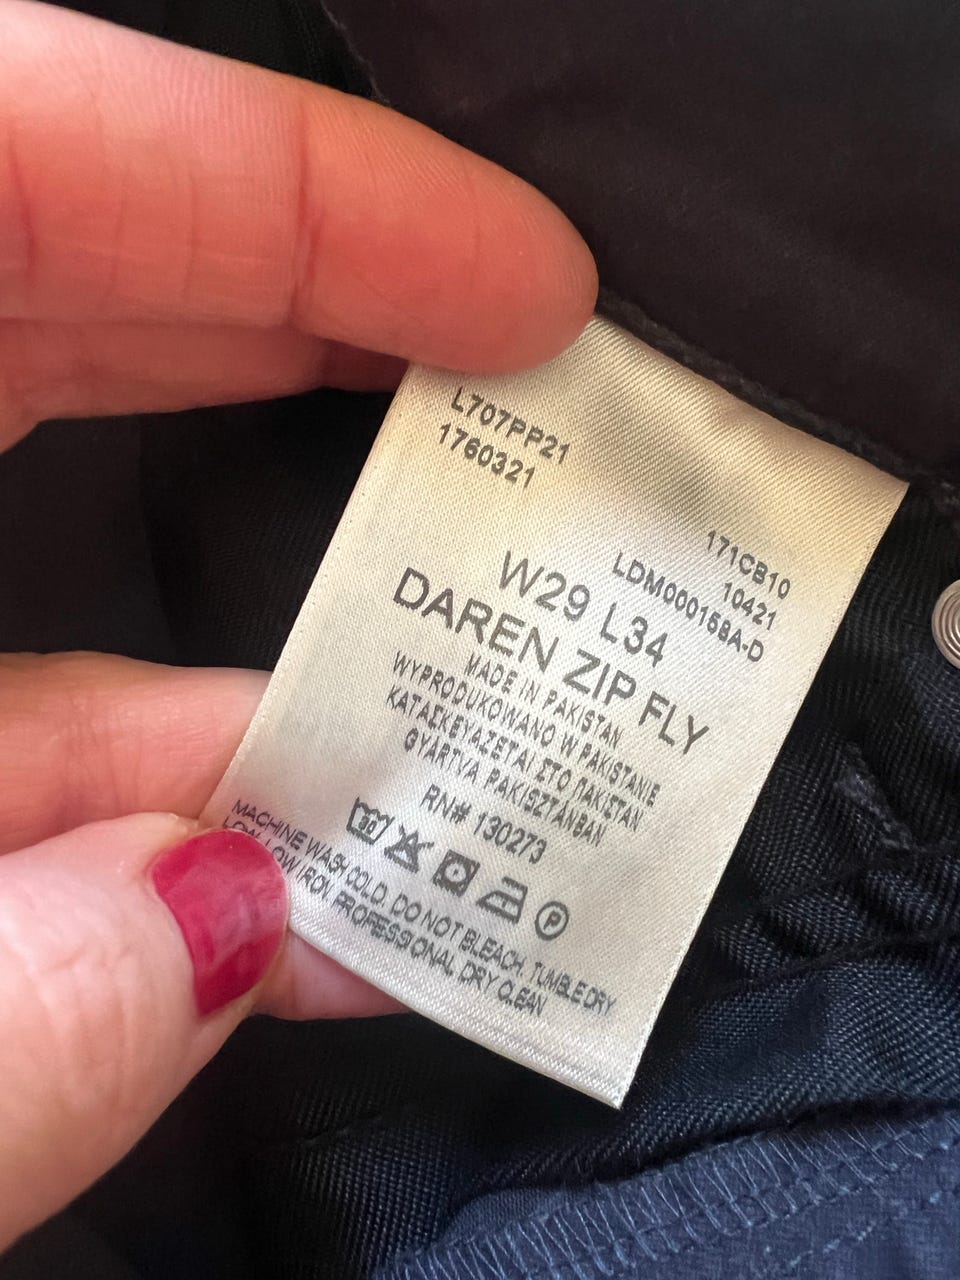 L707PP21
1760321
171CB10
10421
LDM000158A-D
W29 L34
DAREN ZIP FLY
MADE IN PAKISTAN
WYPRODUKOWANO W PAKISTANIE
ΚΑΤΑΣΚΕΥΑΖΕΤΑΙ ΣΤΟ ΠΑΚΙΣΤΑΝ
GYÁRTVA PAKISZTÁNBAN
RN# 130273
30 P
MACHINE WASH COLD. DO NOT BLEACH. TUMBLE DRY
LOW. LOW IRON. PROFESSIONAL DRY CLEAN